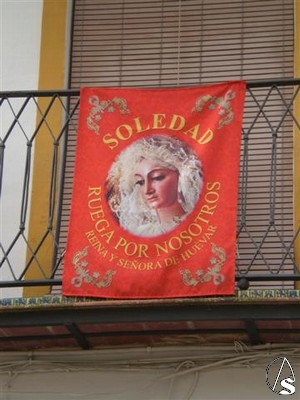 SOLEDAD
RUEGA POR NOSOTROS
REINA Y SEÑORA DE HUEVAR